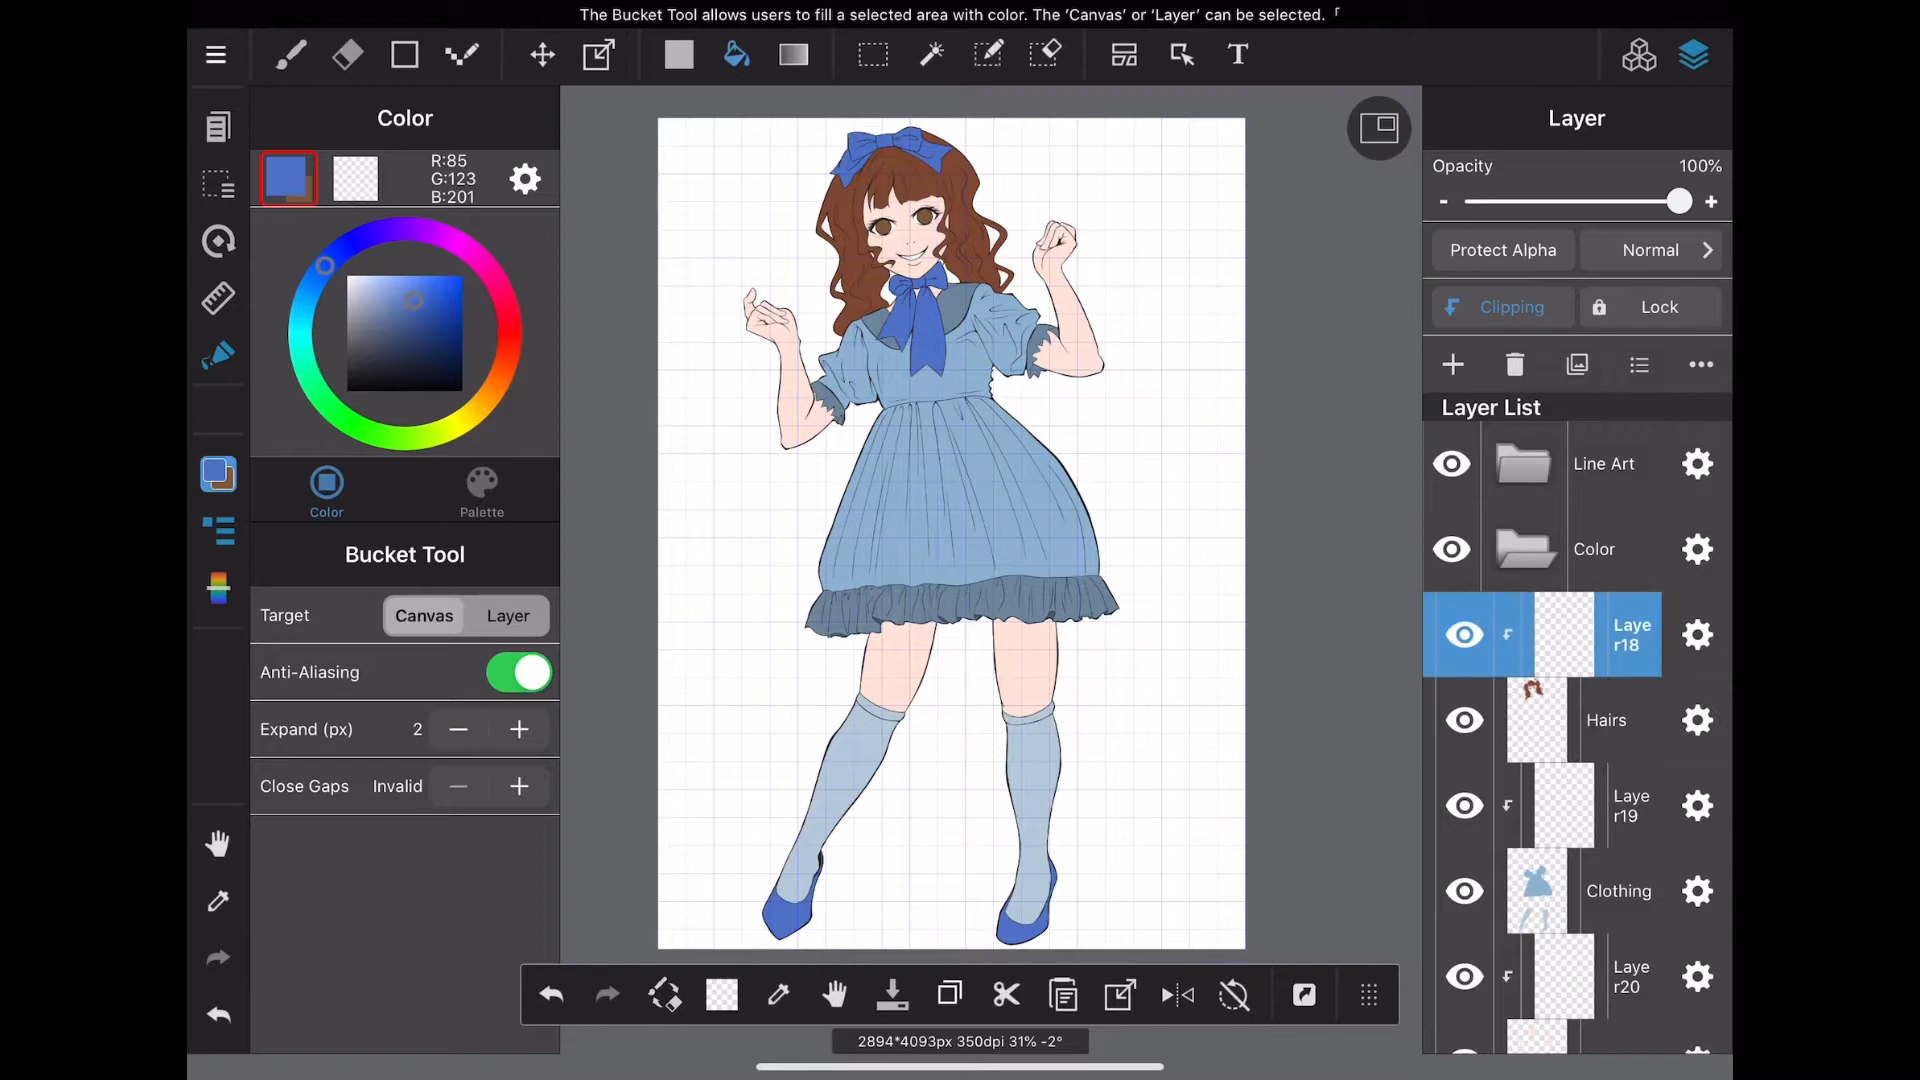 The Bucket Tool allows users to fill a selected area with color. The ‘Canvas’ or ‘Layer’ can be selected. 「
T
Color
R:85
G:123
B:201
Color
Palette
Bucket Tool
Target
Canvas
Layer
Anti-Aliasing
Expand (px)
2
Close Gaps
Invalid
2894*4093px 350dpi 31% -2°
Layer
Opacity
100%
Protect Alpha
Normal
Clipping
Lock
Layer List
Line Art
Color
Laye
r18
Hairs
Laye
r19
Clothing
Laye
r20